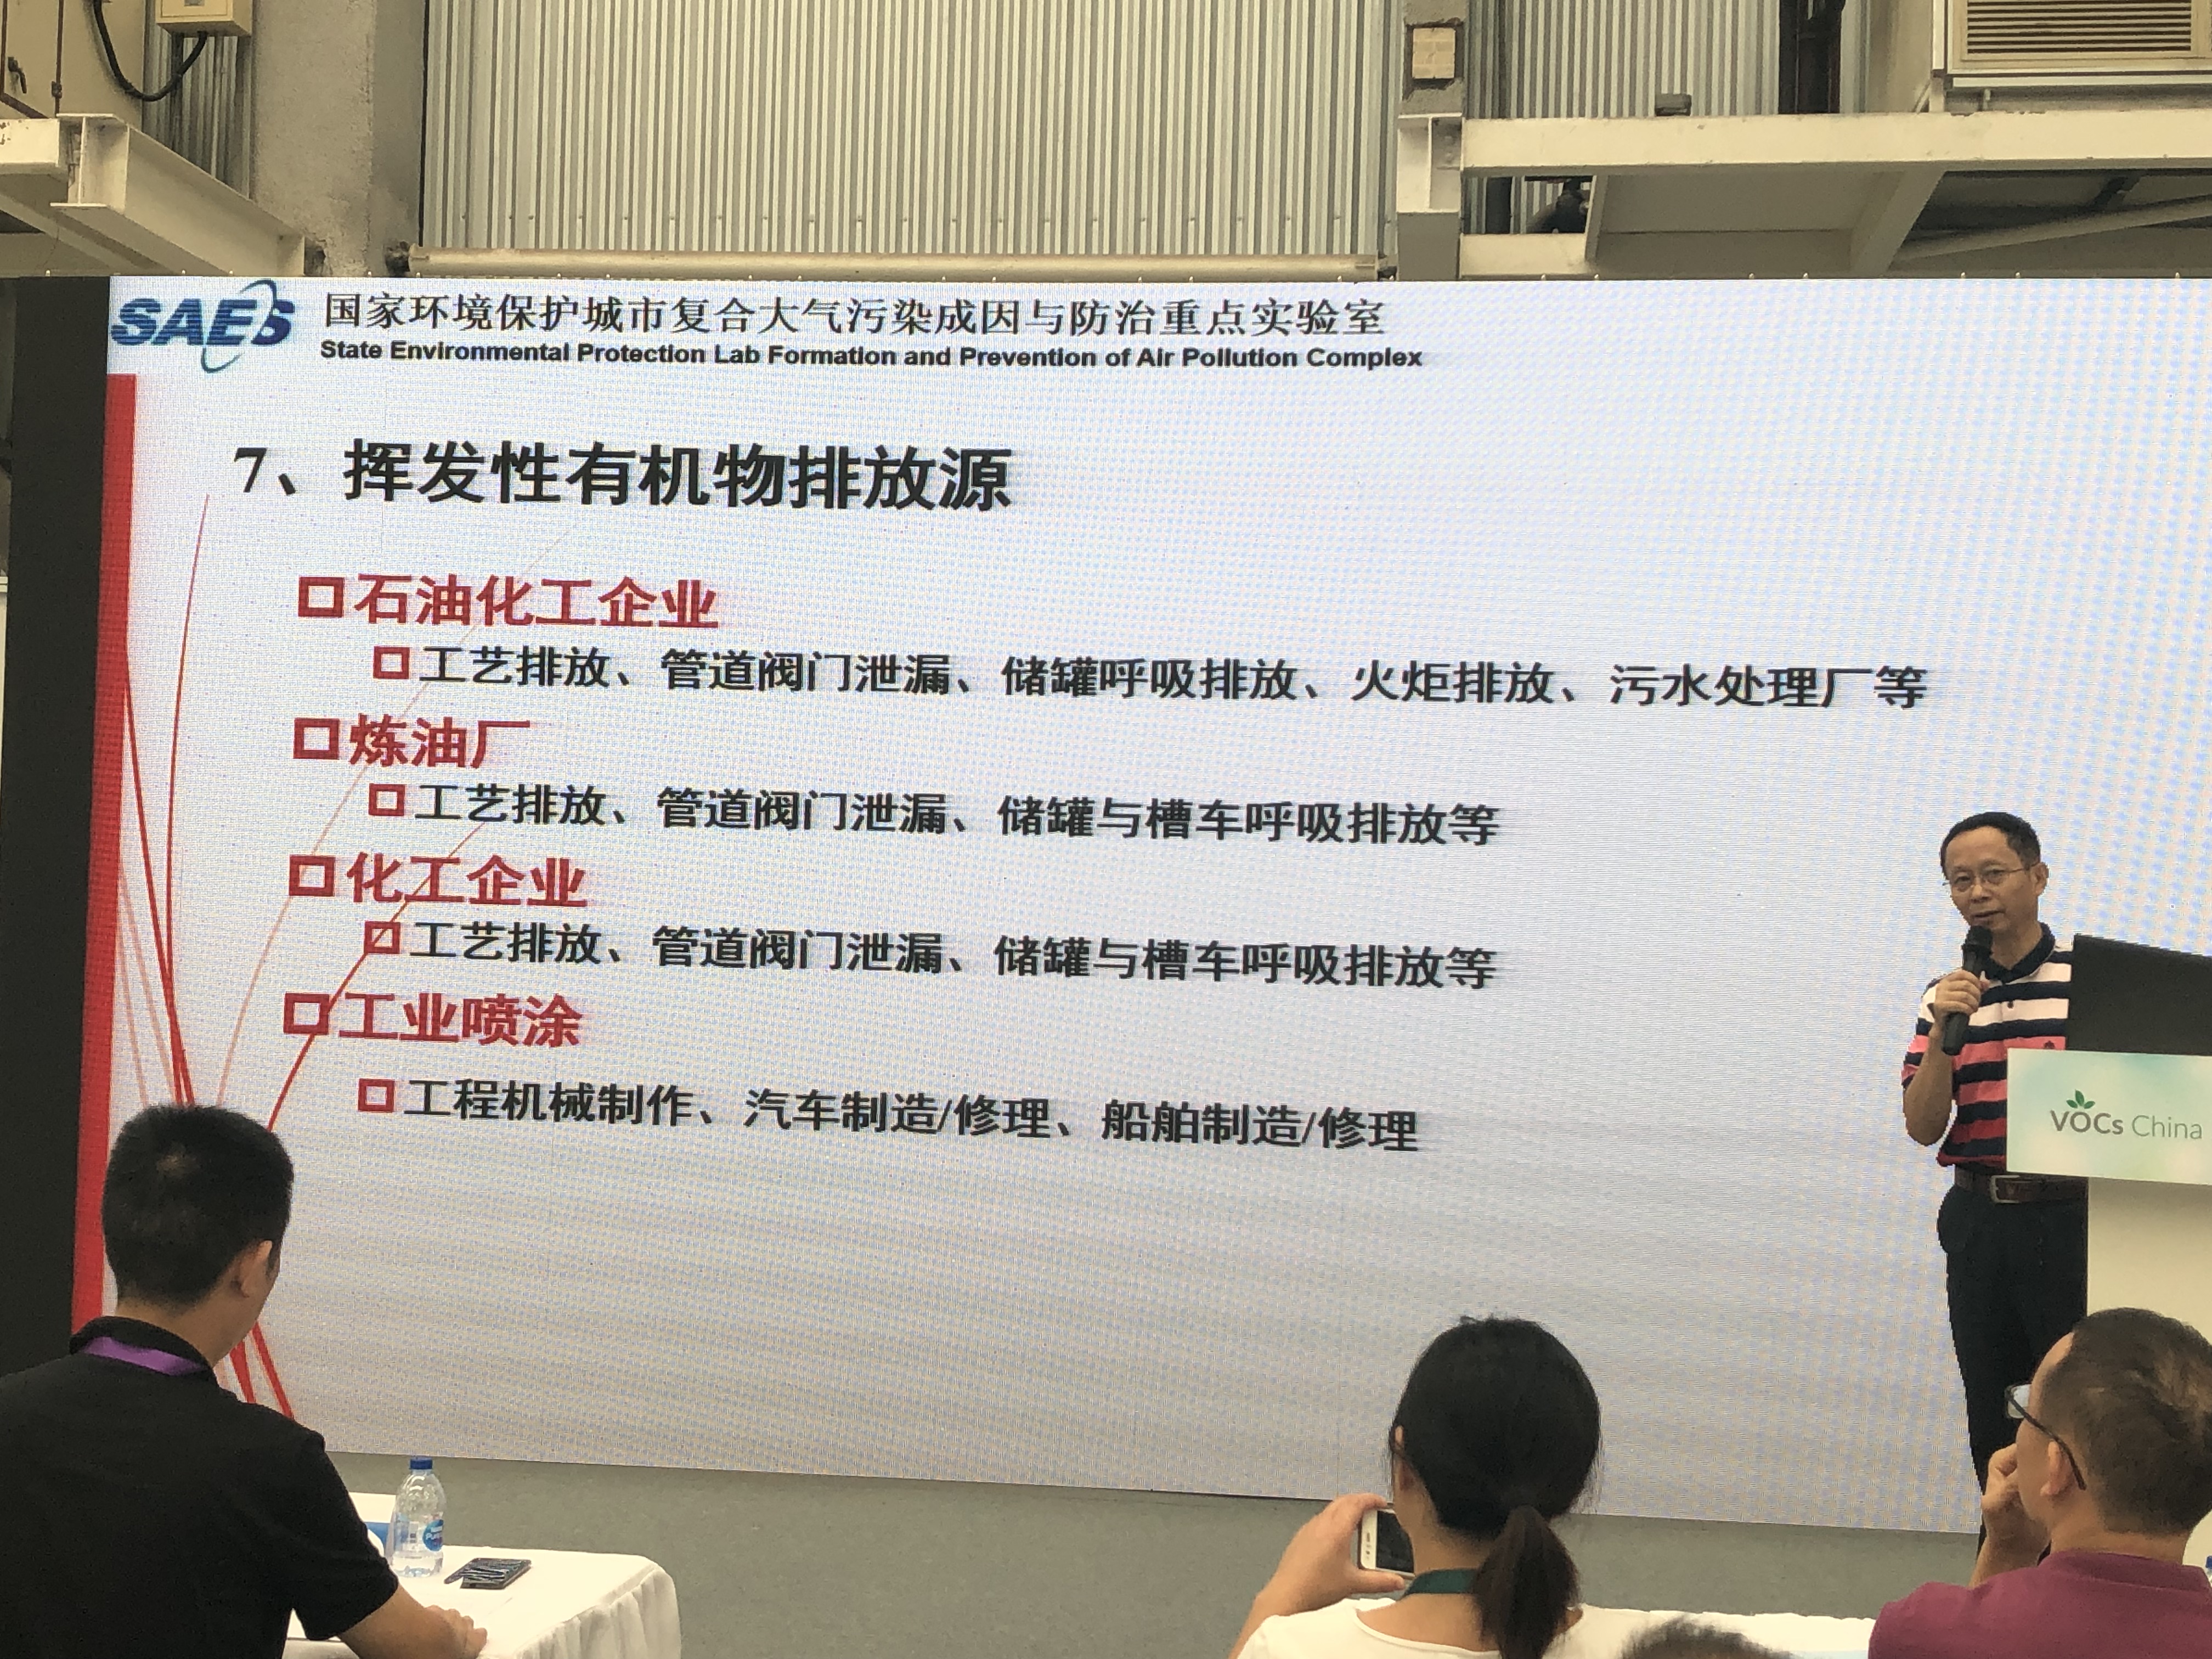 SAES
国家环境保护城市复合大气污染成因与防治重点实验室
State Environmental Protection Lab Formation and Prevention of Air Pollution Complex
7、挥发性有机物排放源
石油化工企业
工艺排放、管道阀门泄漏、储罐呼吸排放、火炬排放、污水处理厂等
炼油厂
工艺排放、管道阀门泄漏、储罐与槽车呼吸排放等
化工企业
工艺排放、管道阀门泄漏、储罐与槽车呼吸排放等
工业喷涂
工程机械制作、汽车制造/修理、船舶制造/修理
VOCs China